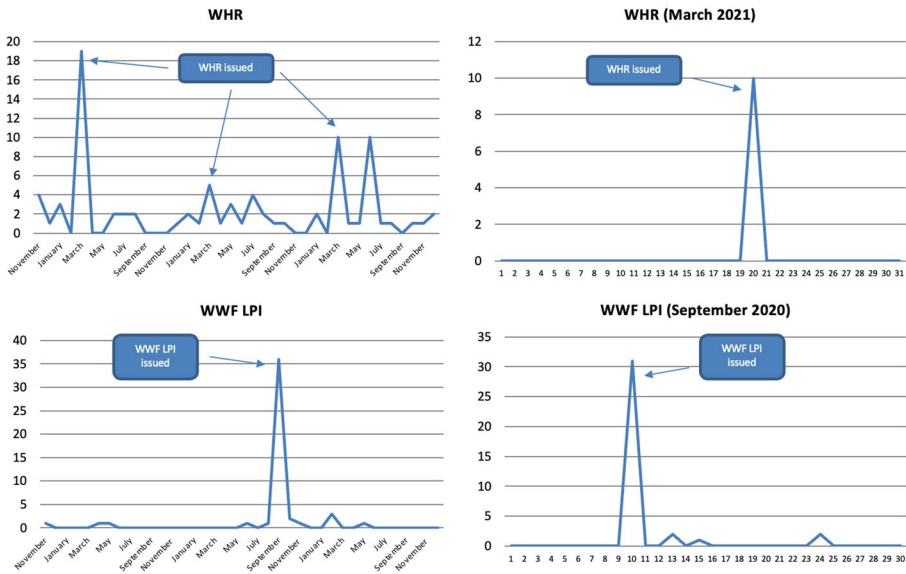 WHR
20
18
16
14
12
10
8
6
4
2
0
WHR issued
November
January
March
May
July
September
November
January
March
May
July
September
November
January
March
May
July
September
November
WHR (March 2021)
12
10
8
6
4
2
0
WHR issued
1 2 3 4 5 6 7 8 9 10 11 12 13 14 15 16 17 18 19 20 21 22 23 24 25 26 27 28 29 30 31
WWF LPI
40
35
30
25
20
15
10
5
0
WWF LPI
issued
November
January
March
May
July
September
November
January
March
May
July
September
November
January
March
May
July
September
November
WWF LPI (September 2020)
35
30
25
20
15
10
5
0
WWF LPI
issued
1 2 3 4 5 6 7 8 9 10 11 12 13 14 15 16 17 18 19 20 21 22 23 24 25 26 27 28 29 30